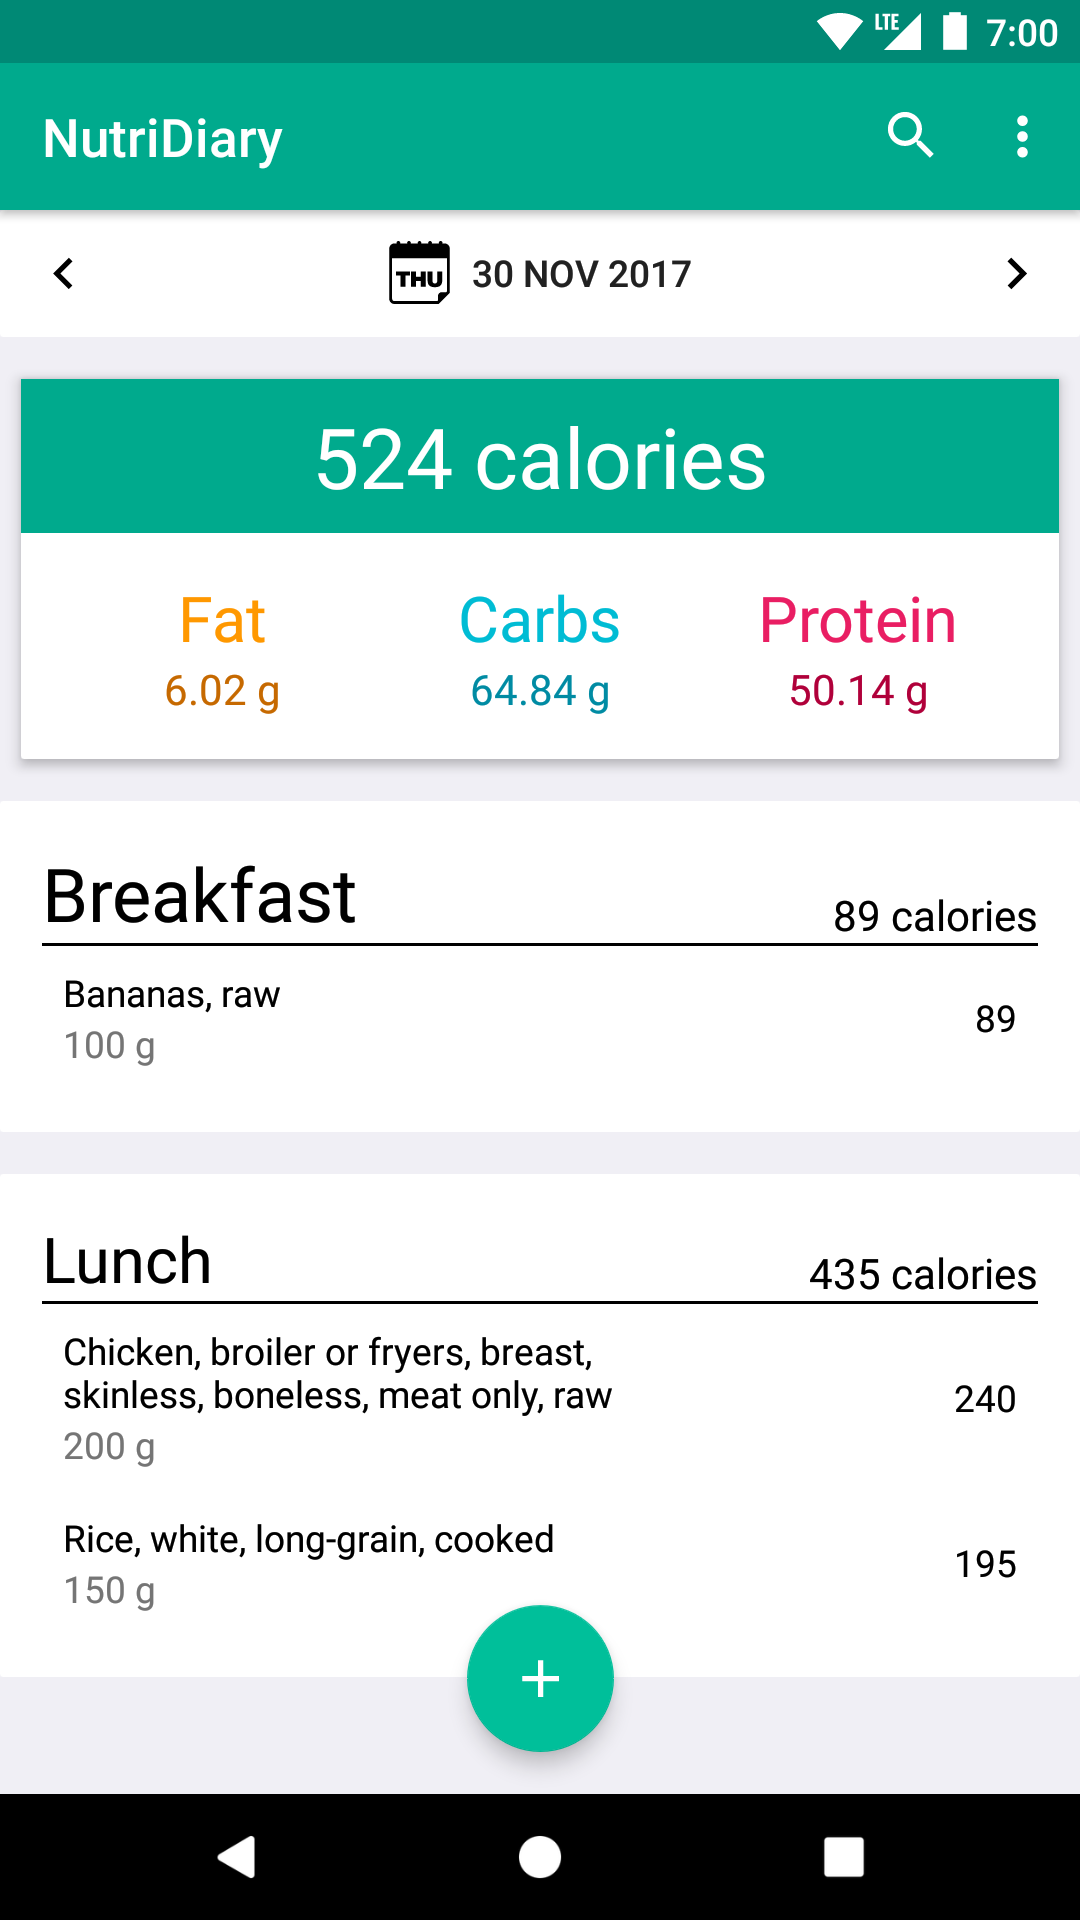 LTE 7:00
NutriDiary
THU 30 NOV 2017
524 calories
Fat Carbs Protein
6.02 g 64.84 g 50.14 g
Breakfast 89 calories
Bananas, raw 89
100 g
Lunch 435 calories
Chicken, broiler or fryers, breast,
skinless, boneless, meat only, raw 240
200 g
Rice, white, long-grain, cooked 195
150 g